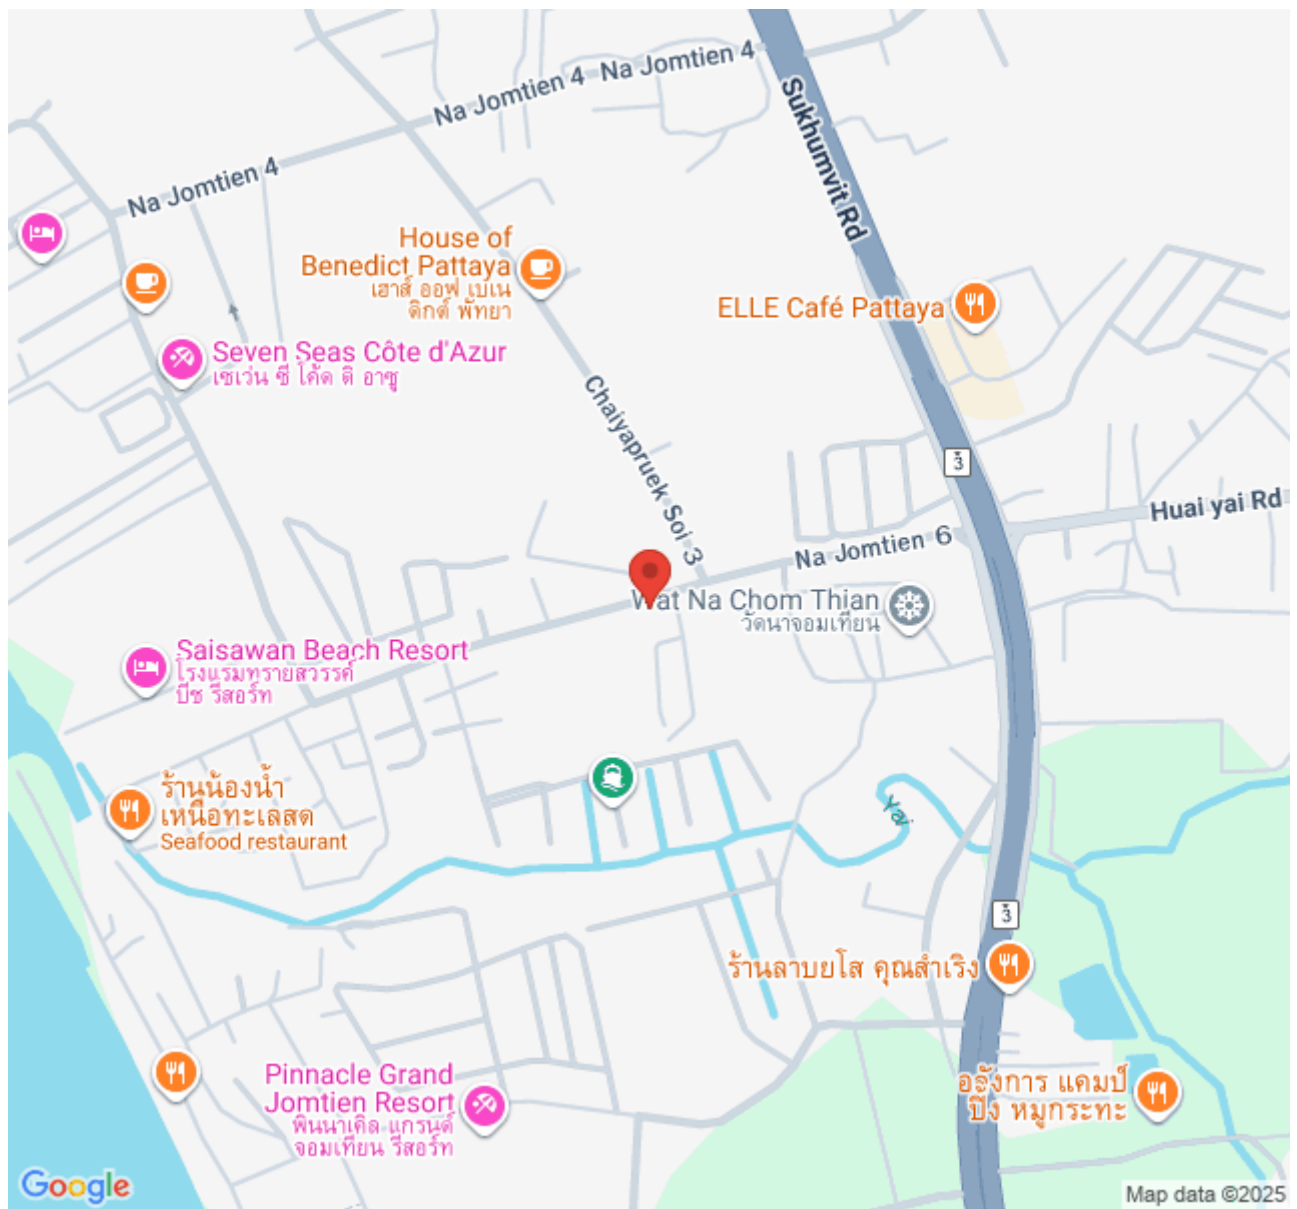 Na Jomtien 4
Na Jomtien 4
Na Jomtien 4
Sukhumvit Rd
House of
Benedict Pattaya
เฮาส์ ออฟ เบเน
ดิกต์ พัทยา
ELLE Café Pattaya
Seven Seas Côte d'Azur
เซเว่น ซี โค้ด ดิ อาซู
Chaiyapruek Soi 3
3
Huai yai Rd
Na Jomtien 6
Wat Na Chom Thian
วัดนาจอมเทียน
Saisawan Beach Resort
โรงแรมทรายสวรรค์
บีช รีสอร์ท
ร้านน้องน้ำ
เหนือทะเลสด
Seafood restaurant
Yai
3
ร้านลาบยโส คุณสำเริง
Pinnacle Grand
Jomtien Resort
พินนาเคิล แกรนด์
จอมเทียน รีสอร์ท
อลังการ แคมป์
ปิ้ง หมูกระทะ
Google
Map data ©2025